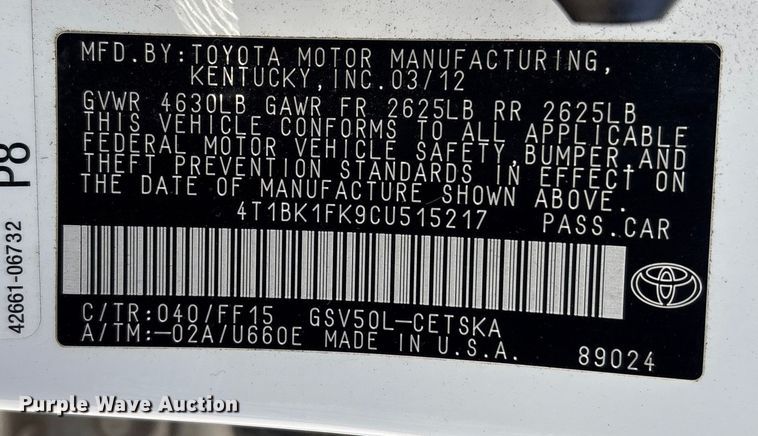 MFD.BY:TOYOTA MOTOR MANUFACTURING,
KENTUCKY,INC.03/12
GVWR 4630LB GAWR FR 2625LB RR 2625LB
THIS VEHICLE CONFORMS TO ALL APPLICABLE
FEDERAL MOTOR VEHICLE SAFETY,BUMPER,AND
THEFT PREVENTION STANDARDS IN EFFECT ON
THE DATE OF MANUFACTURE SHOWN ABOVE.
4T1BK1FK9CU515217 PASS.CAR
C/TR:040/FF15 GSV50L-CETSKA
A/TM:-02A/U660E MADE IN U.S.A. 89024
P8
42661-06732
Purple Wave Auction